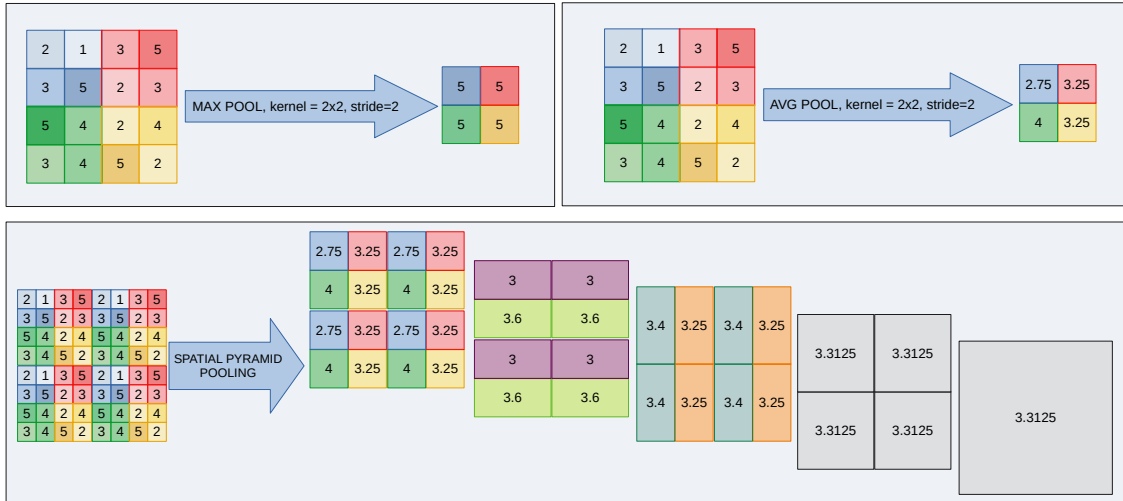 2 1 3 5
3 5 2 3
5 4 2 4
3 4 5 2
MAX POOL, kernel = 2x2, stride=2
5 5
5 5
2 1 3 5
3 5 2 3
5 4 2 4
3 4 5 2
AVG POOL, kernel = 2x2, stride=2
2.75 3.25
4 3.25
2 1 3 5 2 1 3 5
3 5 2 3 3 5 2 3
5 4 2 4 5 4 2 4
3 4 5 2 3 4 5 2
2 1 3 5 2 1 3 5
3 5 2 3 3 5 2 3
5 4 2 4 5 4 2 4
3 4 5 2 3 4 5 2
SPATIAL PYRAMID
POOLING
2.75 3.25 2.75 3.25
4 3.25 4 3.25
2.75 3.25 2.75 3.25
4 3.25 4 3.25
3 3
3.6 3.6
3 3
3.6 3.6
3.4 3.25 3.4 3.25
3.4 3.25 3.4 3.25
3.3125 3.3125
3.3125 3.3125
3.3125